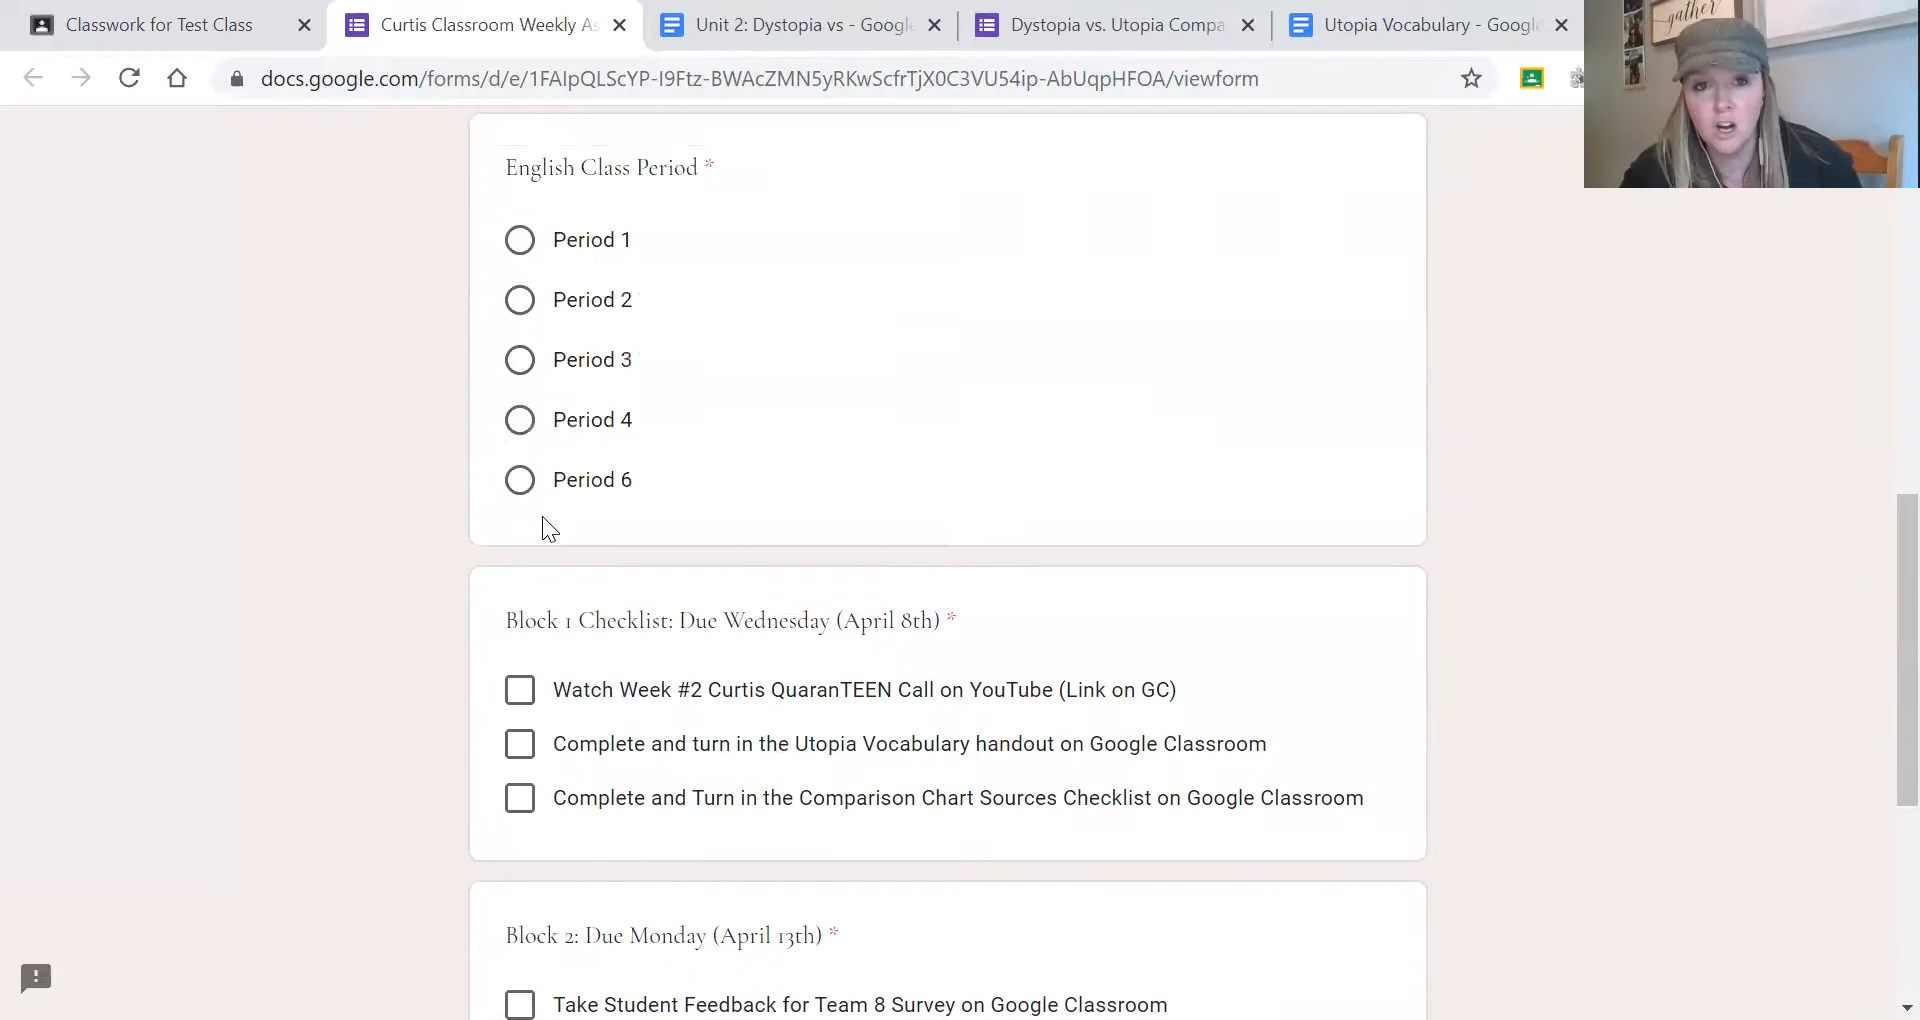 Classwork for Test Class
Curtis Classroom Weekly As
Unit 2: Dystopia vs - Google
Dystopia vs. Utopia Compa
Utopia Vocabulary - Google
docs.google.com/forms/d/e/1FAIpQLScYP-I9Ftz-BWAcZMN5yRKwScfrTjX0C3VU54ip-AbUqpHFOA/viewform
gather
English Class Period *
Period 1
Period 2
Period 3
Period 4
Period 6
Block 1 Checklist: Due Wednesday (April 8th) *
Watch Week #2 Curtis QuaranTEEN Call on YouTube (Link on GC)
Complete and turn in the Utopia Vocabulary handout on Google Classroom
Complete and Turn in the Comparison Chart Sources Checklist on Google Classroom
Block 2: Due Monday (April 13th) *
Take Student Feedback for Team 8 Survey on Google Classroom